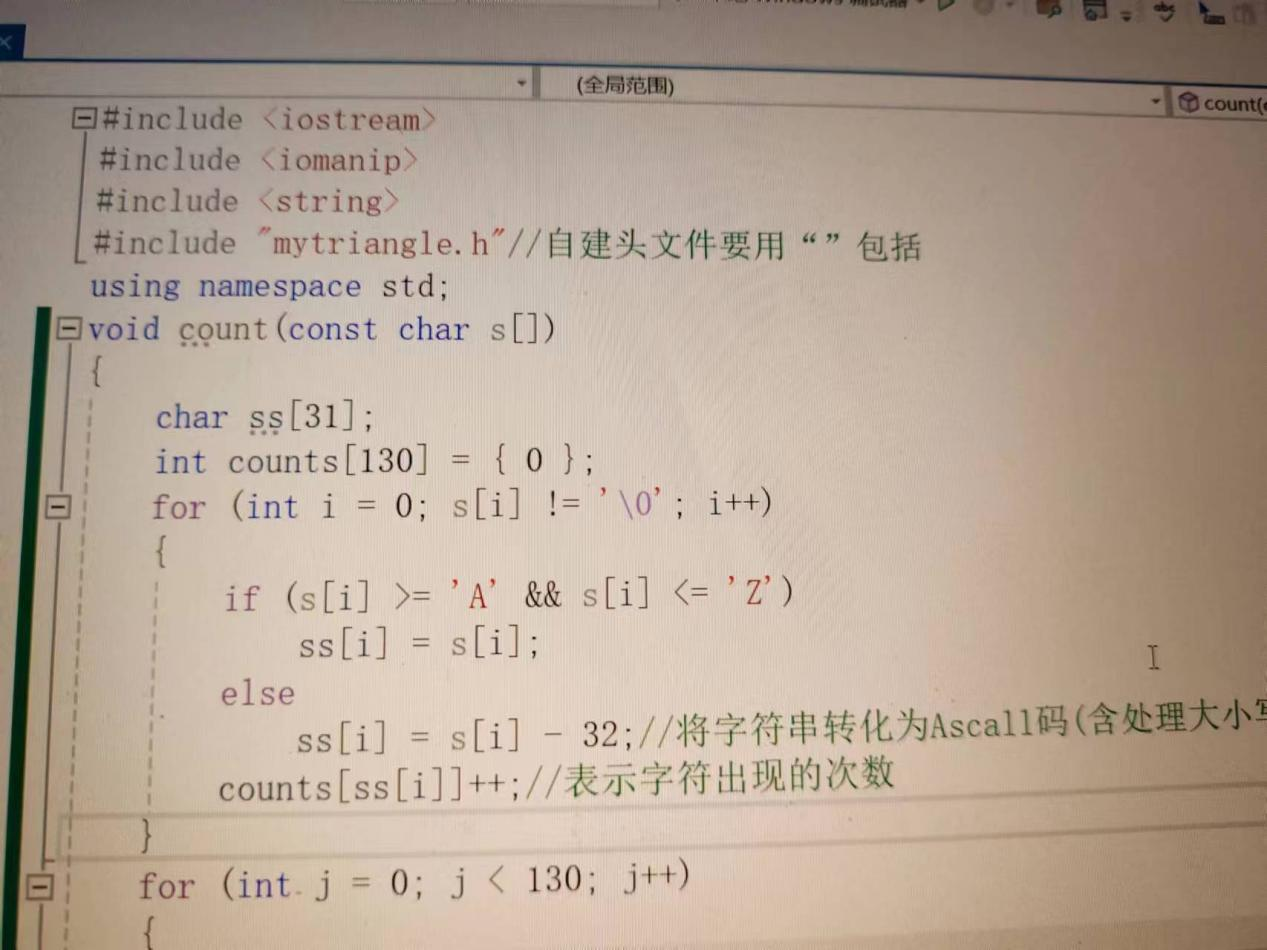 (全局范围)
count(
#include <iostream>
#include <iomanip>
#include <string>
#include "mytriangle.h"//自建头文件要用“”包括
using namespace std;
void count(const char s[])
{
char ss[31];
int counts[130] = { 0 };
for (int i = 0; s[i] != '\0'; i++)
{
if (s[i] >= 'A' && s[i] <= 'Z')
ss[i] = s[i];
else
ss[i] = s[i] - 32;//将字符串转化为Ascall码(含处理大小写
counts[ss[i]]++;//表示字符出现的次数
}
for (int j = 0; j < 130; j++)
{